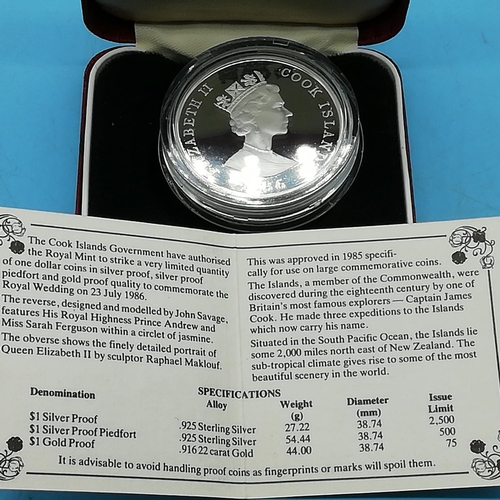 ZABETH II COOK ISLAND
The Cook Islands Government have authorised
the Royal Mint to strike a very limited quantity
of one dollar coins in silver proof, silver proof
piedfort and gold proof quality to commemorate the
Royal Wedding on 23 July 1986.
The reverse, designed and modelled by John Savage,
features His Royal Highness Prince Andrew and
Miss Sarah Ferguson within a circlet of jasmine.
The obverse shows the finely detailed portrait of
Queen Elizabeth II by sculptor Raphael Maklouf.
This was approved in 1985 specifi-
cally for use on large commemorative coins.
The Islands, a member of the Commonwealth, were
discovered during the eighteenth century by one of
Britain's most famous explorers — Captain James
Cook. He made three expeditions to the Islands
which now carry his name.
Situated in the South Pacific Ocean, the Islands lie
some 2,000 miles north east of New Zealand. The
sub-tropical climate gives rise to some of the most
beautiful scenery in the world.
SPECIFICATIONS
Denomination Alloy Weight (g) Diameter (mm) Issue Limit
$1 Silver Proof .925 Sterling Silver 27.22 38.74 2,500
$1 Silver Proof Piedfort .925 Sterling Silver 54.44 38.74 500
$1 Gold Proof .916 22 carat Gold 44.00 38.74 75
It is advisable to avoid handling proof coins as fingerprints or marks will spoil them.